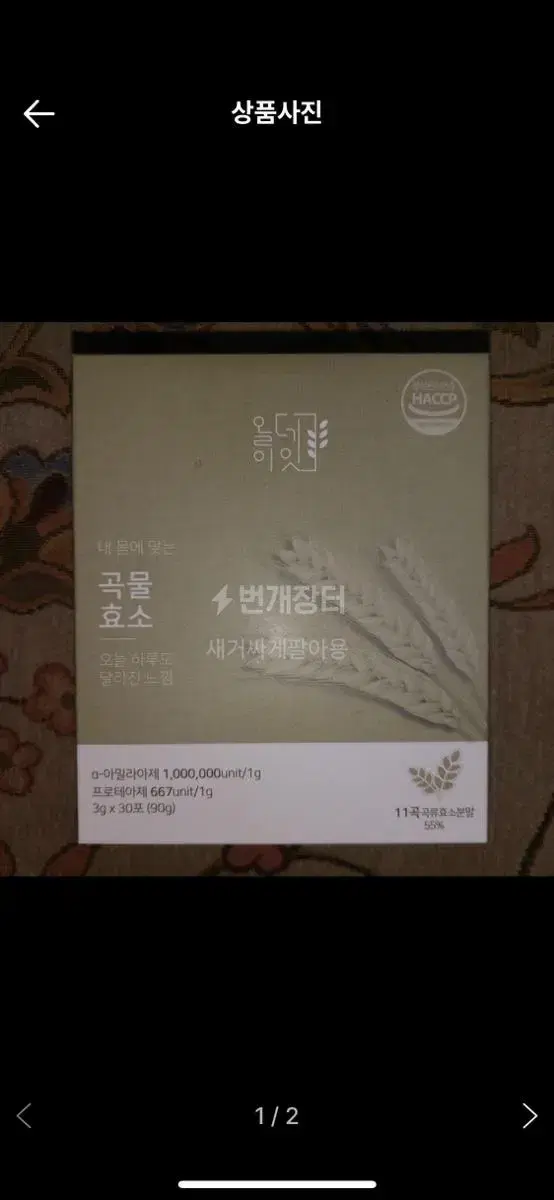 상품사진
HACCP
올데
이잇
내 몸에 맞는
곡물
효소
번개장터
새거싸게팔아용
오늘 하루도
달라진 느낌
α-아밀라아제 1,000,000unit/1g
프로테아제 667unit/1g
3g x 30포 (90g)
11곡곡류효소분말
55%
1 / 2